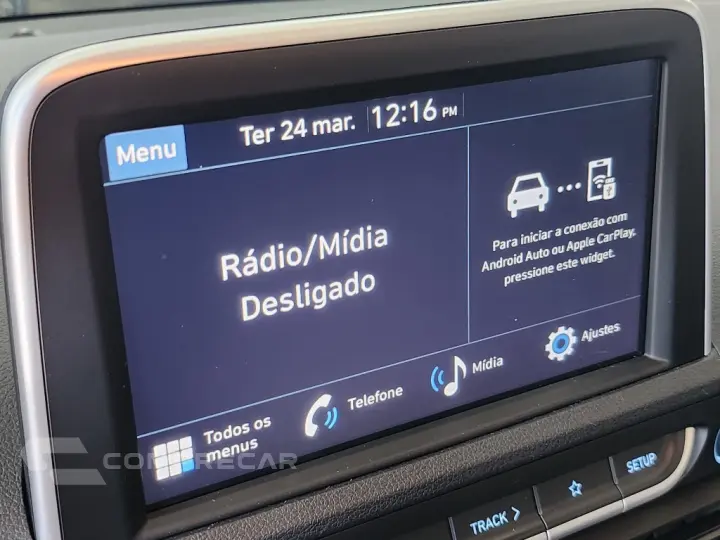 Menu
Ter 24 mar.
12:16 PM
Rádio/Mídia
Desligado
Para iniciar a conexão com
Android Auto ou Apple CarPlay,
pressione este widget.
Todos os
menus
Telefone
Mídia
Ajustes
COMPRECAR
TRACK >
SETUP